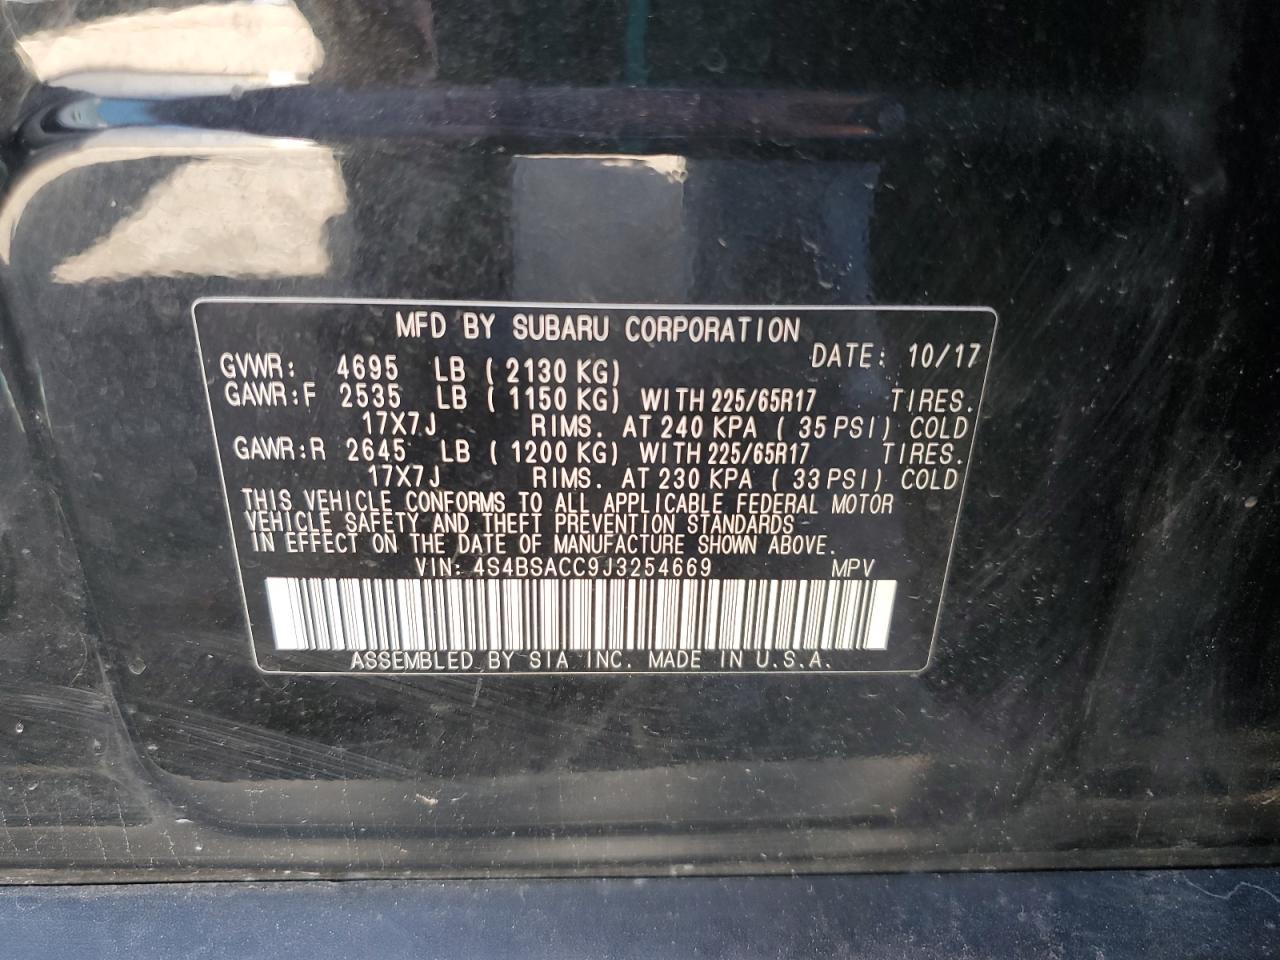 MFD BY SUBARU CORPORATION
GVWR: 4695 LB ( 2130 KG) DATE: 10/17
GAWR:F 2535 LB ( 1150 KG) WITH 225/65R17 TIRES.
17X7J RIMS. AT 240 KPA ( 35 PSI) COLD
GAWR:R 2645 LB ( 1200 KG) WITH 225/65R17 TIRES.
17X7J RIMS. AT 230 KPA ( 33 PSI) COLD
THIS VEHICLE CONFORMS TO ALL APPLICABLE FEDERAL MOTOR
VEHICLE SAFETY AND THEFT PREVENTION STANDARDS
IN EFFECT ON THE DATE OF MANUFACTURE SHOWN ABOVE.
VIN: 4S4BSACC9J3254669 MPV
ASSEMBLED BY SIA INC. MADE IN U.S.A.